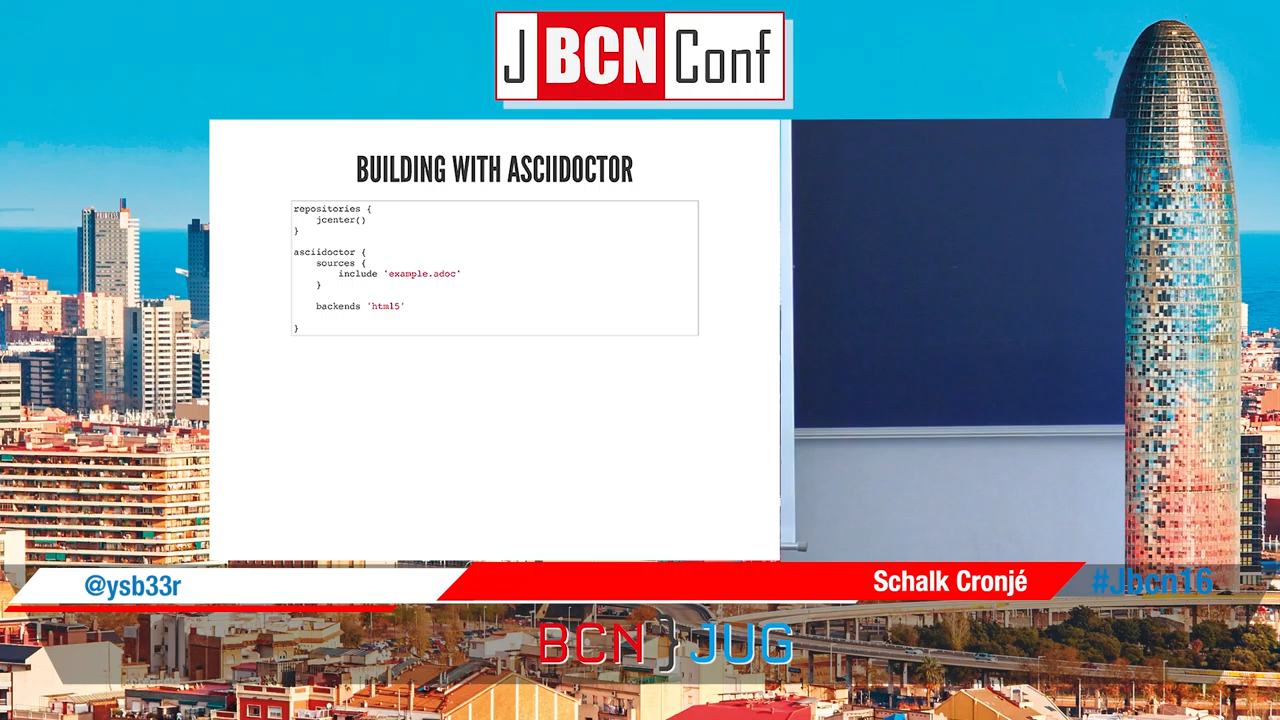 J BCN Conf
BUILDING WITH ASCIIDOCTOR
repositories {
    jcenter()
}
asciidoctor {
    sources {
        include 'example.adoc'
    }
    backends 'html5'
}
@ysb33r
Schalk Cronjé
#Jbcn16
BCN } JUG